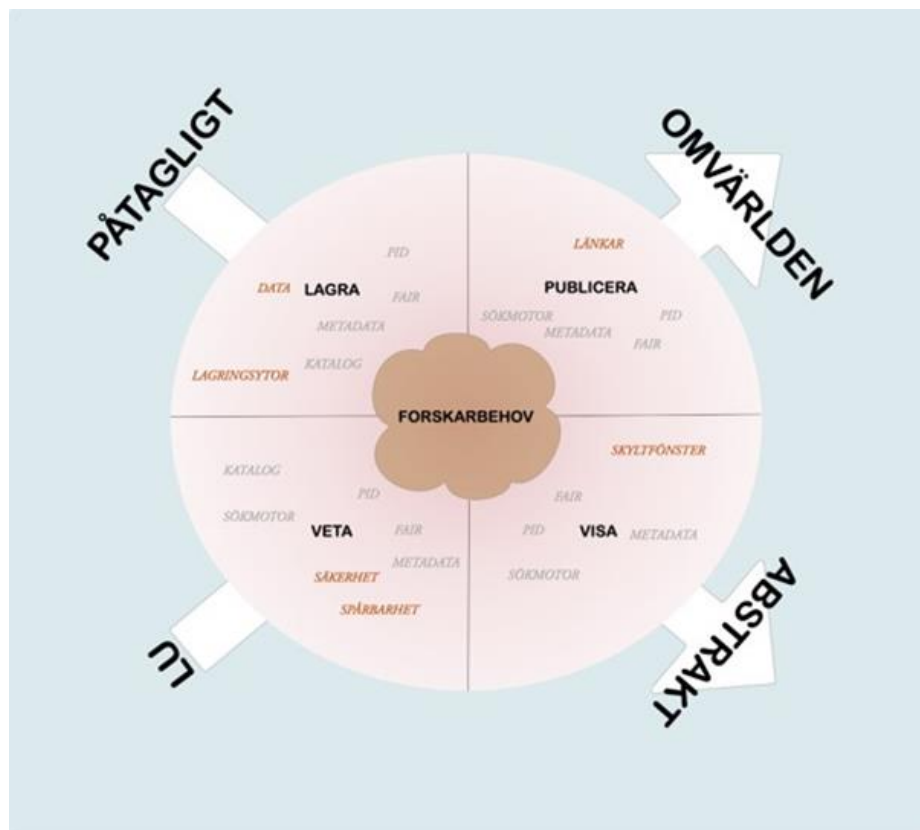 PÅTAGLIGT
OMVÄRLDEN
PID
DATA LAGRA
FAIR
METADATA
KATALOG
LAGRINGSYTOR
LÄNKAR
PUBLICERA
SÖKMOTOR
PID
METADATA
FAIR
FORSKARBEHOV
KATALOG
PID
SÖKMOTOR
VETA
FAIR
METADATA
SÄKERHET
SPÅRBARHET
SKYLTFÖNSTER
FAIR
PID
VISA
METADATA
SÖKMOTOR
LU
ABSTRAKT